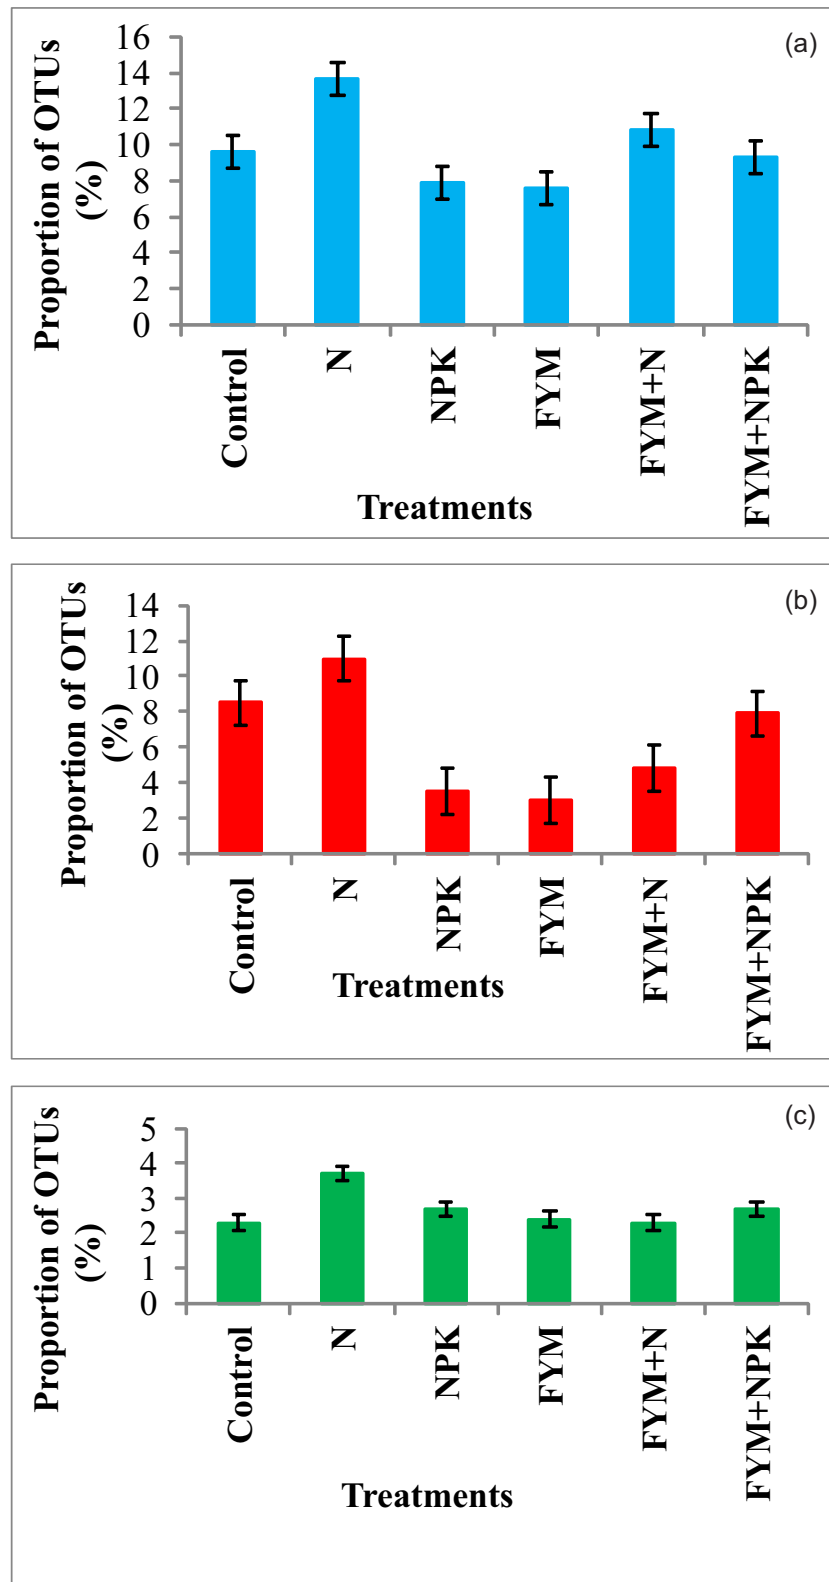 (a)
Proportion of OTUs
(%)
16
14
12
10
8
6
4
2
0
Control
N
NPK
FYM
FYM+N
FYM+NPK
Treatments
(b)
Proportion of OTUs
(%)
14
12
10
8
6
4
2
0
Control
N
NPK
FYM
FYM+N
FYM+NPK
Treatments
(c)
Proportion of OTUs
(%)
5
4
3
2
1
0
Control
N
NPK
FYM
FYM+N
FYM+NPK
Treatments